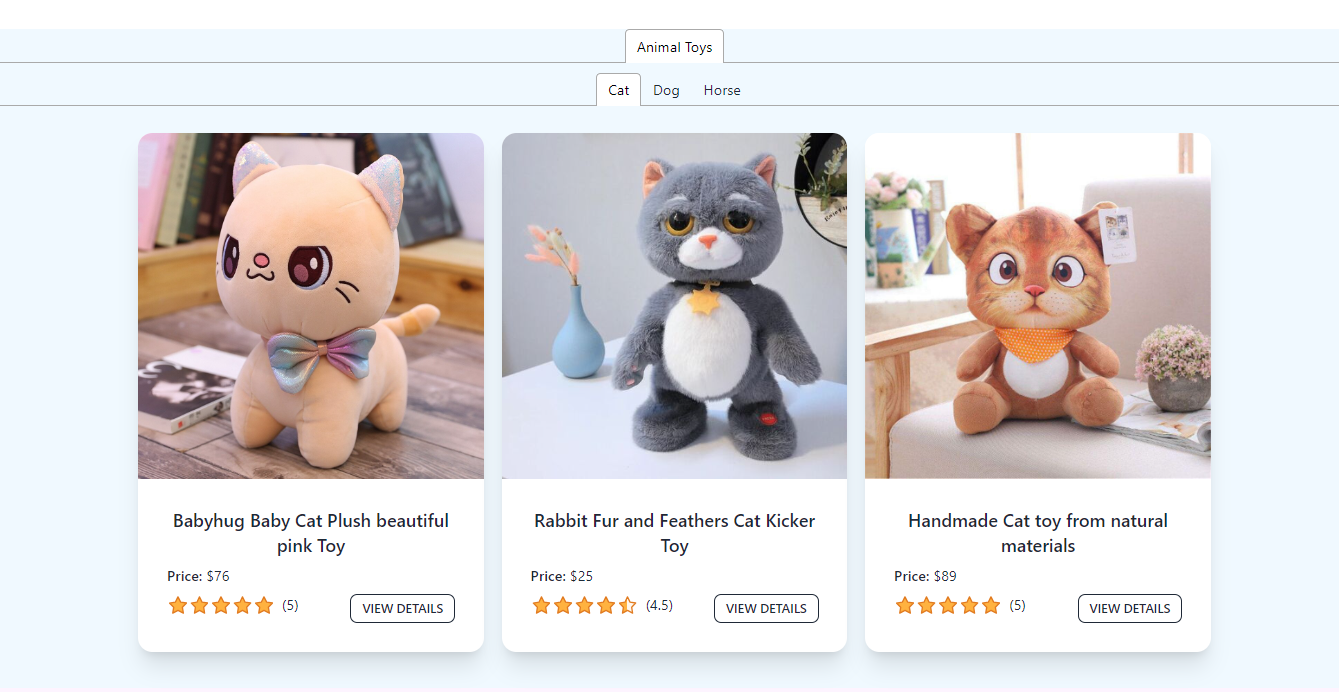 Animal Toys
Cat Dog Horse
Babyhug Baby Cat Plush beautiful
pink Toy
Price: $76
(5)
VIEW DETAILS
Rabbit Fur and Feathers Cat Kicker
Toy
Price: $25
(4.5)
VIEW DETAILS
Handmade Cat toy from natural
materials
Price: $89
(5)
VIEW DETAILS